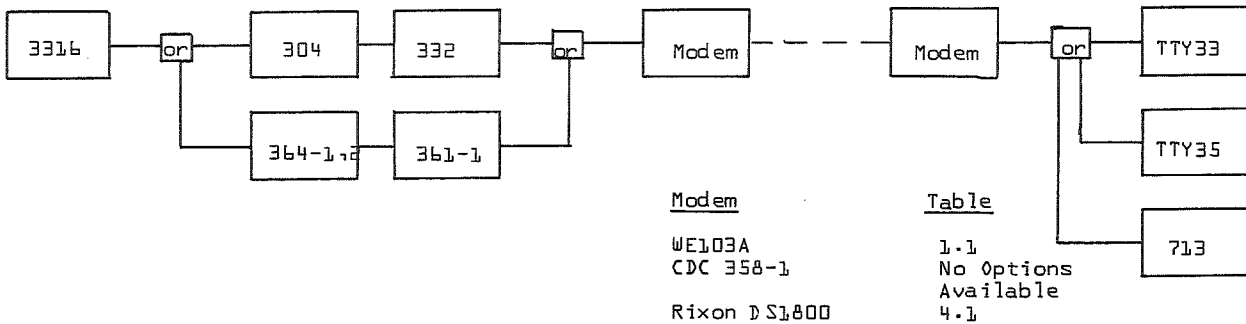 3316 or 304 332 or Modem Modem or TTY33
364-1,2 361-1 TTY35
Modem Table
WE103A 1.1 713
CDC 358-1 No Options
Available
Rixon DS1800 4.1